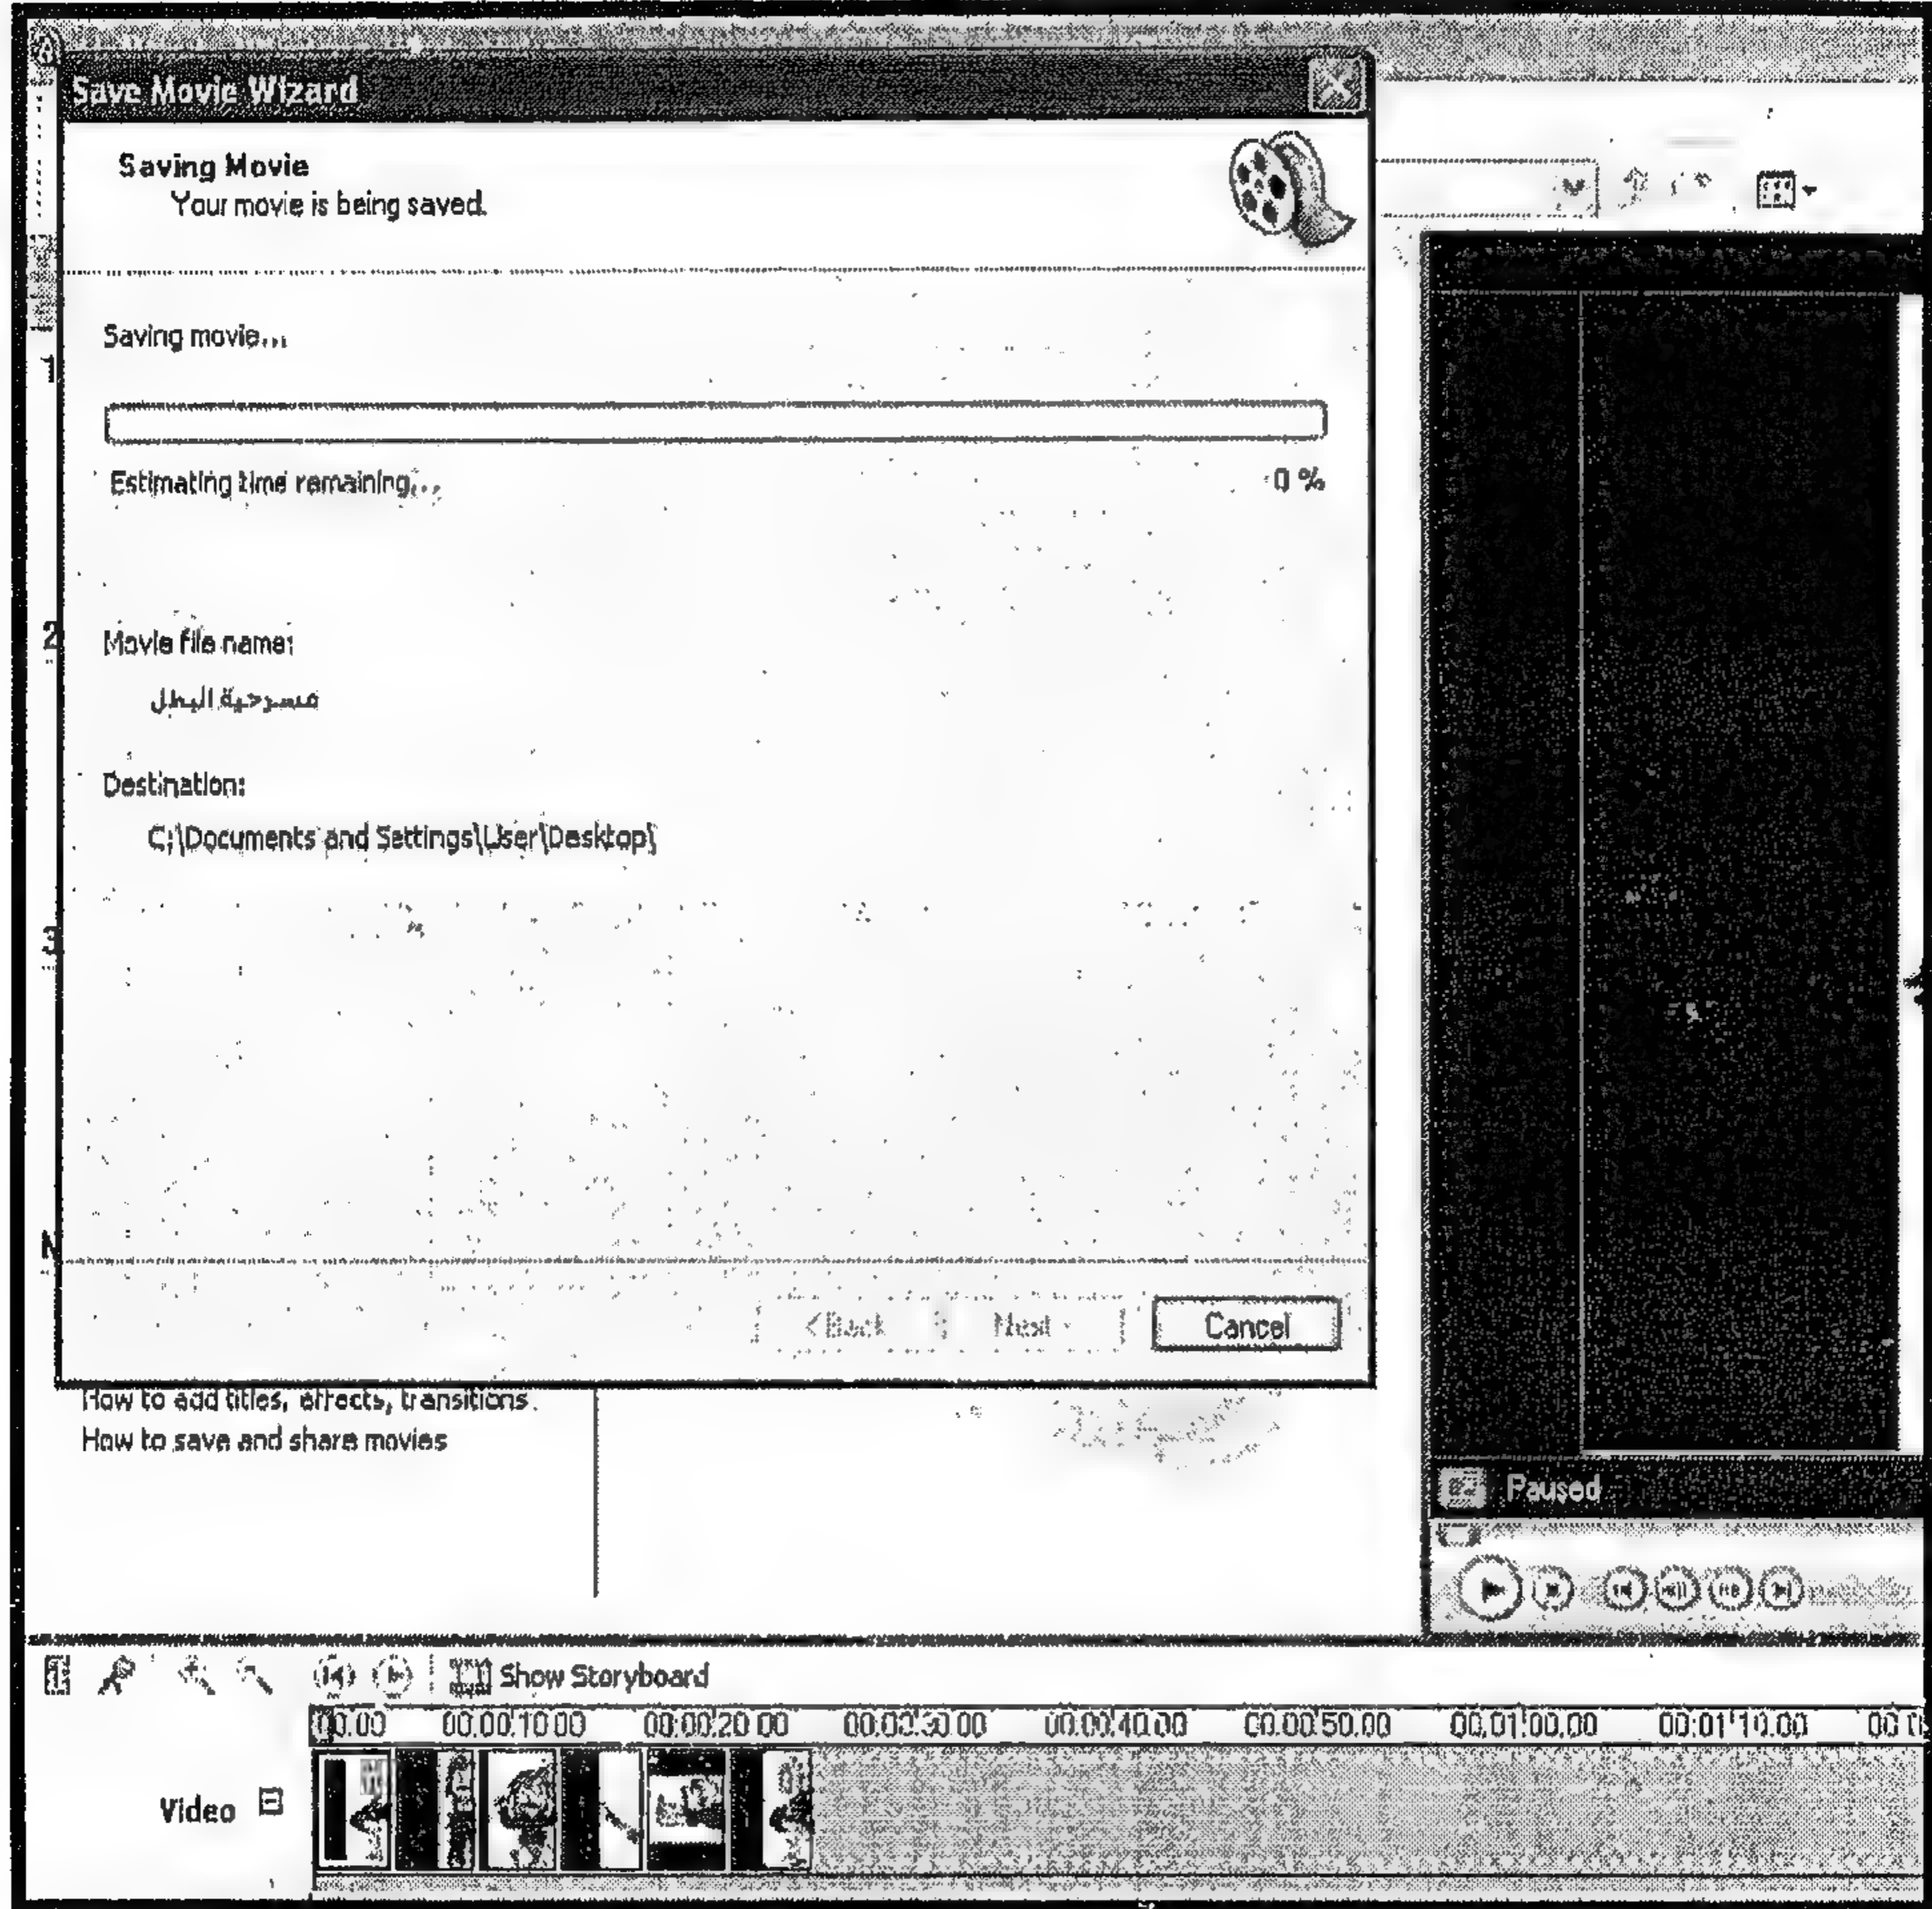 Save Movie Wizard
Saving Movie
Your movie is being saved.
Saving movie...
Estimating time remaining...
0 %
Movie file name:
مسرحية البطل
Destination:
C:\Documents and Settings\User\Desktop\
1
2
3
< Back
Next
Cancel
How to add titles, effects, transitions
How to save and share movies
Paused
Show Storyboard
00.00 00:00:10.00 00:00:20.00 00:00:30.00 00:00:40.00 00:00:50.00 00:01:00.00 00:01:10.00
Video